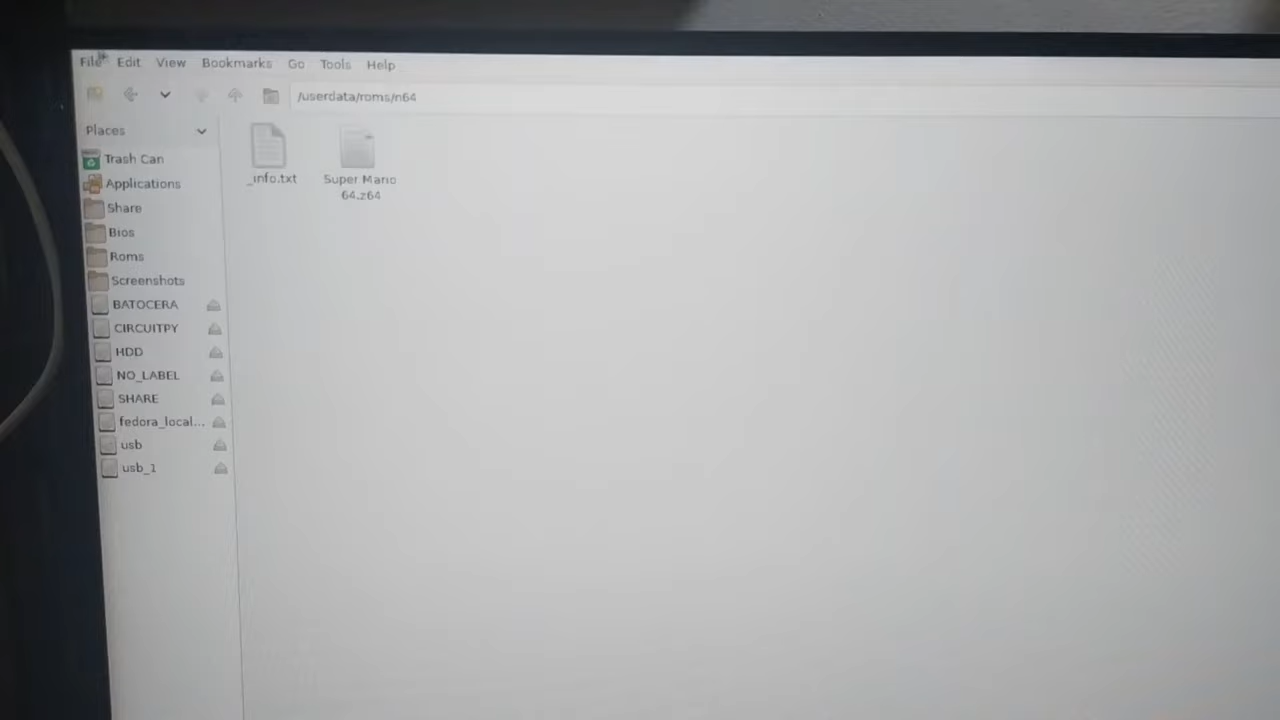 File Edit View Bookmarks Go Tools Help
/userdata/roms/n64
Places
Trash Can
Applications
Share
Bios
Roms
Screenshots
BATOCERA
CIRCUITPY
HDD
NO_LABEL
SHARE
fedora_local...
usb
usb_1
_info.txt
Super Mario
64.z64